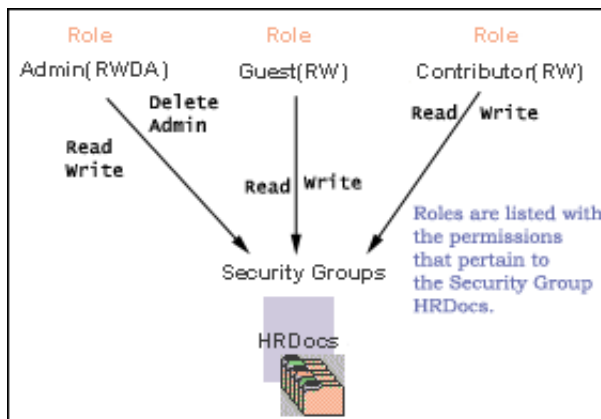 Role Role Role
Admin(RWDA) Guest(RW) Contributor(RW)
Delete
Admin
Read
Write
Read Write
Read Write
Roles are listed with
the permissions
that pertain to
the Security Group
HRDocs.
Security Groups
HRDocs